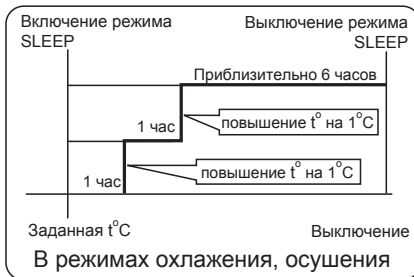 Включение режима Выключение режима
SLEEP SLEEP
Приблизительно 6 часов
1 час повышение t° на 1°C
1 час повышение t° на 1°C
Заданная t°C Выключение
В режимах охлажения, осушения